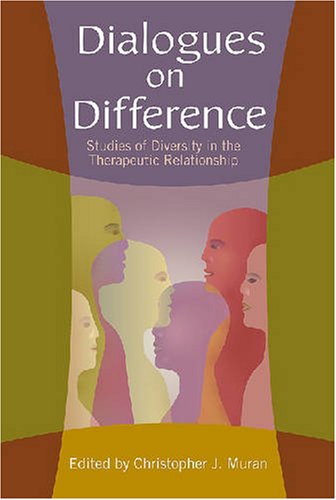 Dialogues
on
Difference
Studies of Diversity in the
Therapeutic Relationship
Edited by Christopher J. Muran